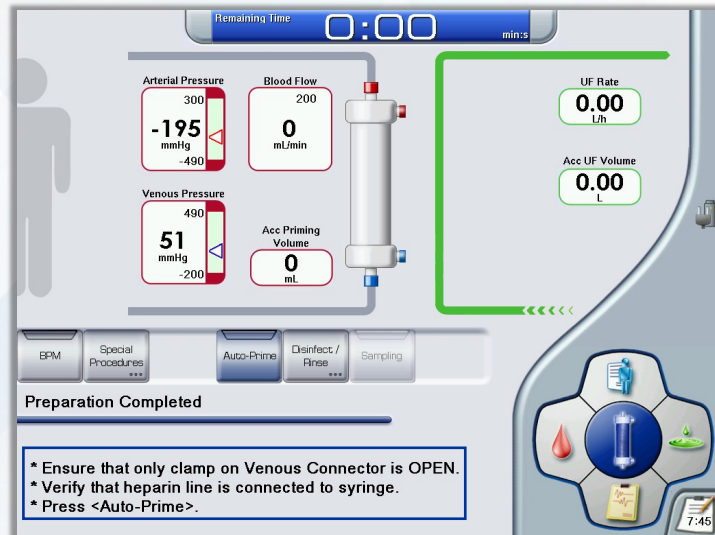 Remaining Time
0:00
min:s
Arterial Pressure
300
-195
mmHg
-490
Blood Flow
200
0
mL/min
Venous Pressure
490
51
mmHg
-200
Acc Priming
Volume
0
mL
UF Rate
0.00
L/h
Acc UF Volume
0.00
L
BPM
Special
Procedures
Auto-Prime
Disinfect /
Rinse
Sampling
Preparation Completed
* Ensure that only clamp on Venous Connector is OPEN.
* Verify that heparin line is connected to syringe.
* Press <Auto-Prime>.
7:45